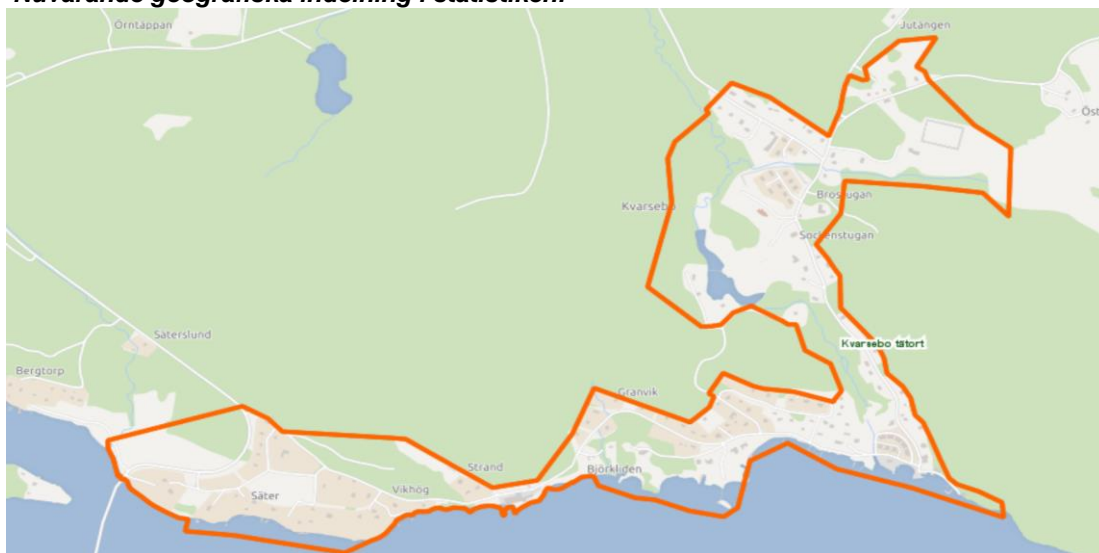 Nuvarande geografiska indelning i statistiken:
Örntäppan
Jutängen
Öst
Kvarsebo
Brostugan
Sockenstugan
Säterslund
Kvarsebo tätort
Bergtorp
Granvik
Strand
Björkliden
Vikhög
Säter